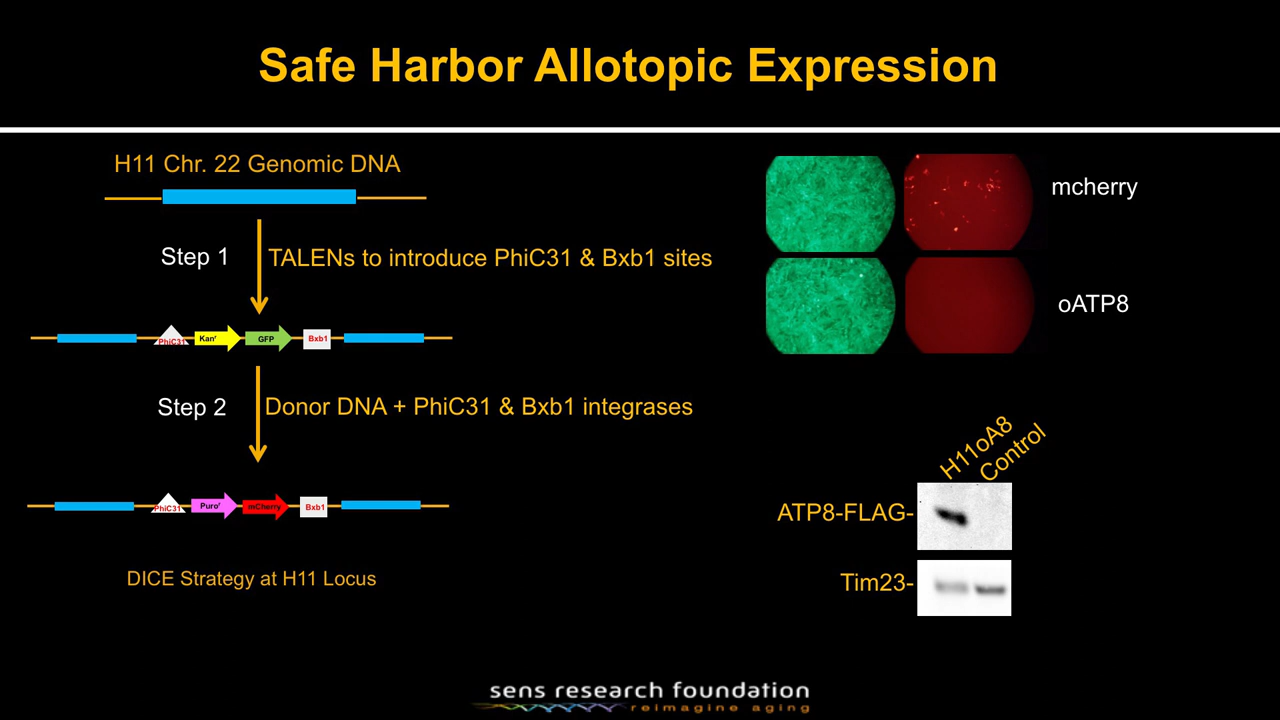 Safe Harbor Allotopic Expression
H11 Chr. 22 Genomic DNA
Step 1
TALENs to introduce PhiC31 & Bxb1 sites
PhiC31
Kanʳ
GFP
Bxb1
Step 2
Donor DNA + PhiC31 & Bxb1 integrases
PhiC31
Puroʳ
mCherry
Bxb1
DICE Strategy at H11 Locus
mcherry
oATP8
H11oA8
Control
ATP8-FLAG-
Tim23-
sens research foundation
reimagine aging